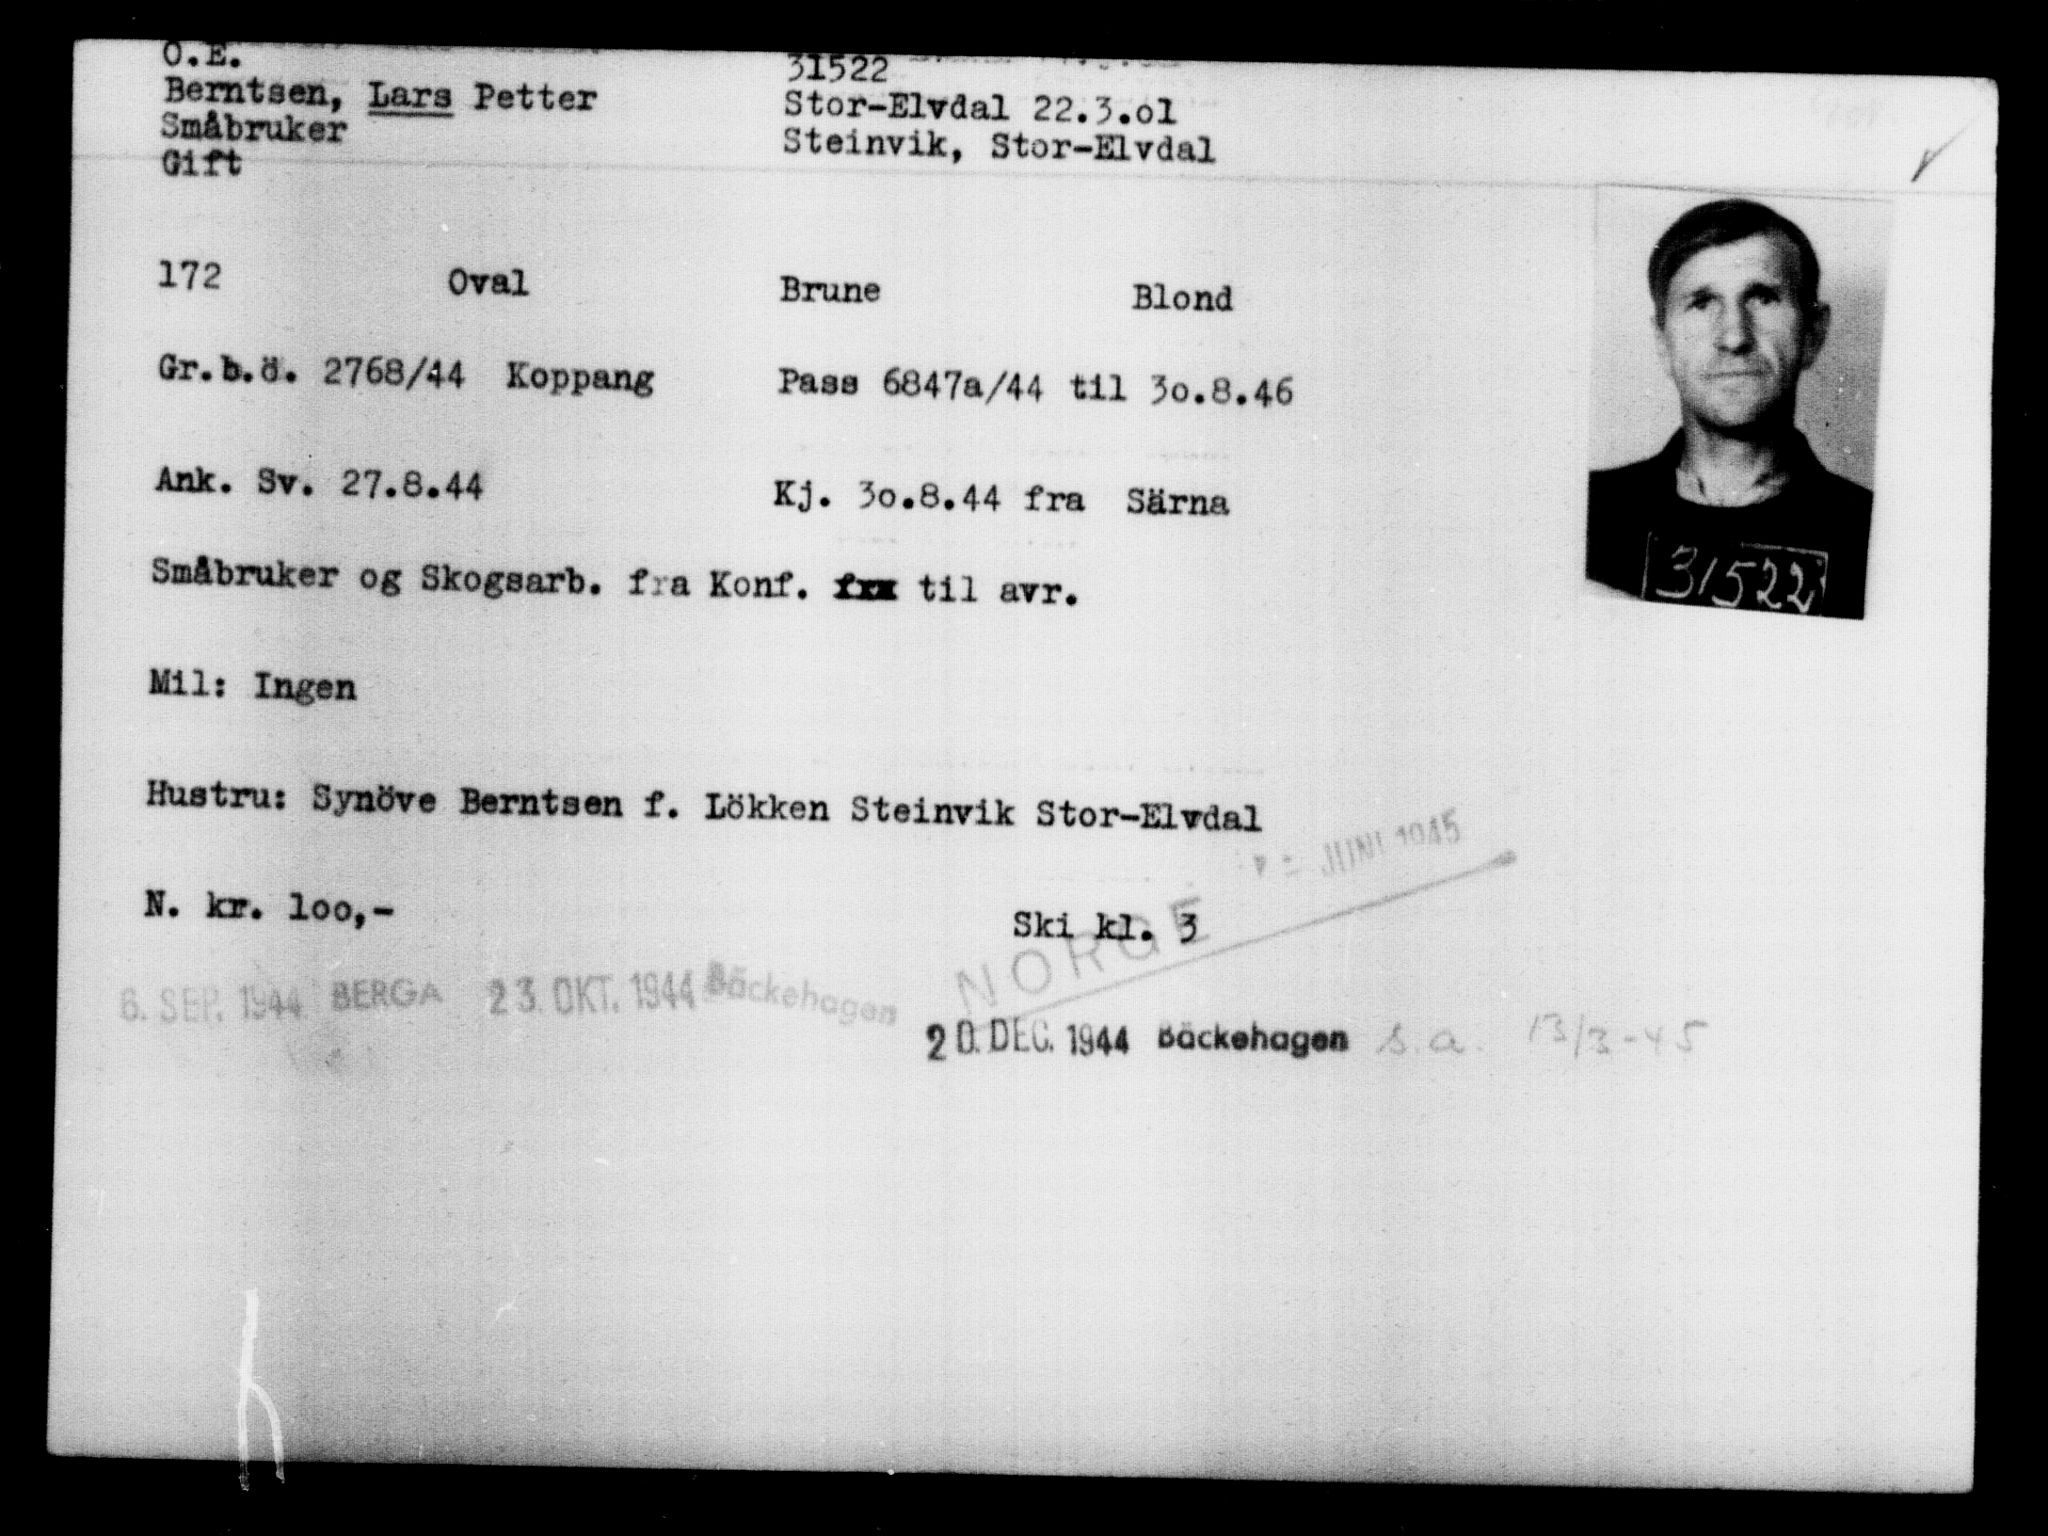 O.E. 31522
Berntsen, Lars Petter Stor-Elvdal 22.3.ol
Småbruker Steinvik, Stor-Elvdal
Gift
172 Oval Brune Blond
Gr.b.ö. 2768/44 Koppang Pass 6847a/44 til 3o.8.46
Ank. Sv. 27.8.44 Kj. 3o.8.44 fra Särna
31522
Småbruker og Skogsarb. fra Konf. til avr.
Mil: Ingen
Hustru: Synöve Berntsen f. Lökken Steinvik Stor-Elvdal
JUNI 1945
N. kr. loo,- Ski kl. 3
NORGE
6. SEP. 1944 BERGA 23. OKT. 1944 Bäckehagen
20. DEC. 1944 Bäckehagen s.a. 13/3-45